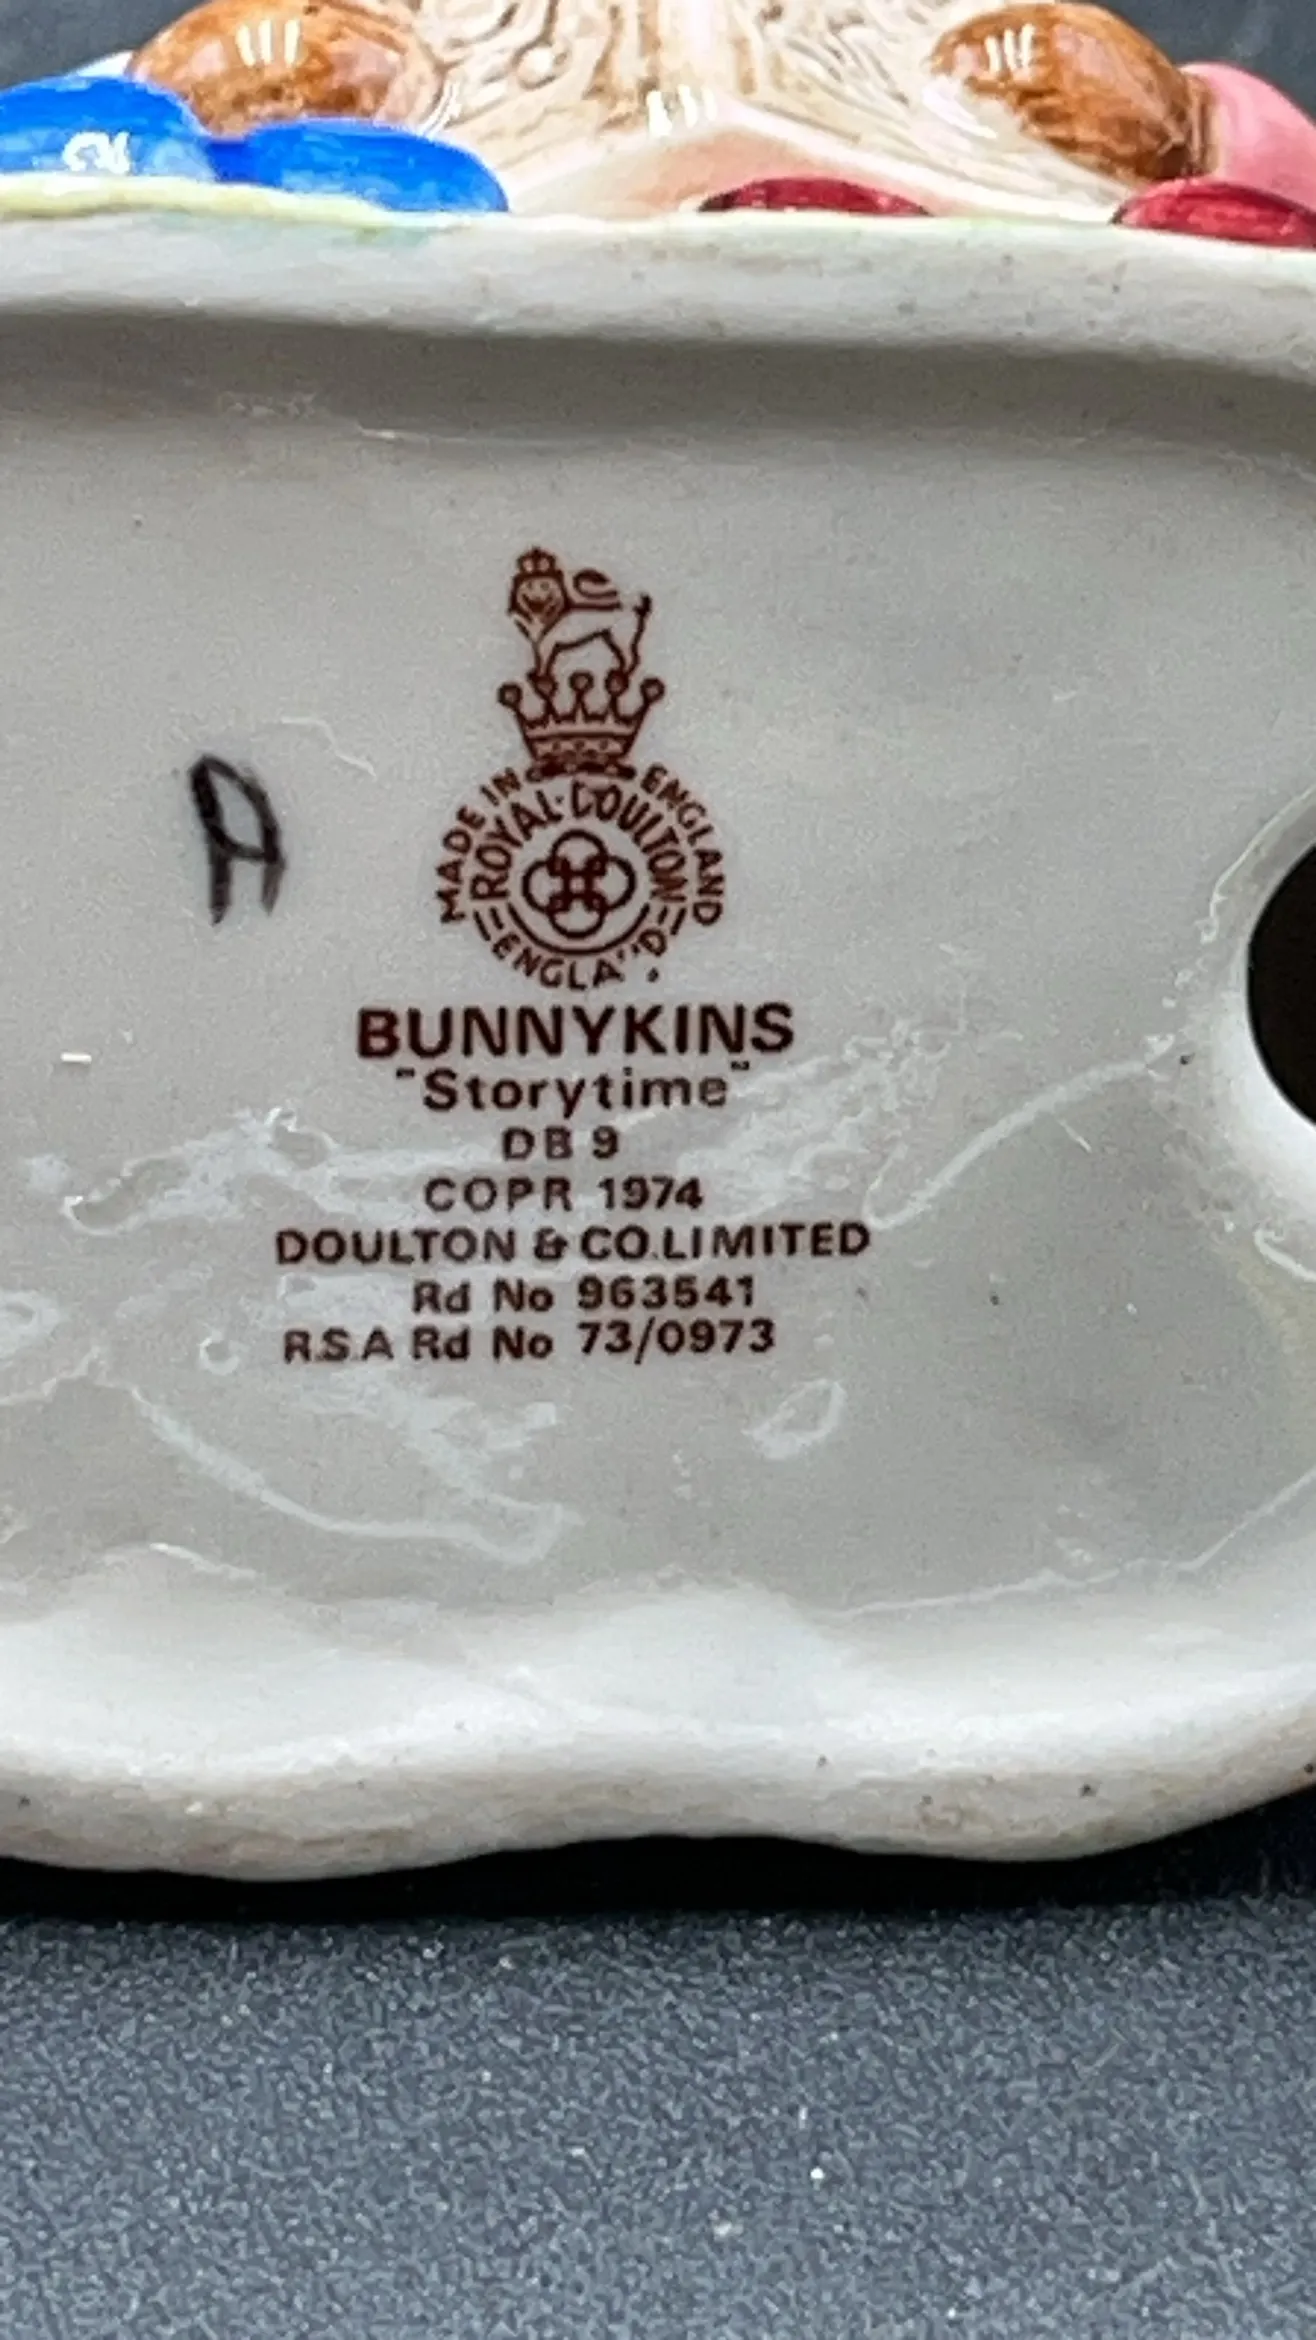 A
MADE IN ENGLAND
ROYAL·DOULTON
ENGLAND
BUNNYKINS
"Storytime"
DB 9
COPR 1974
DOULTON & CO.LIMITED
Rd No 963541
R.S.A Rd No 73/0973